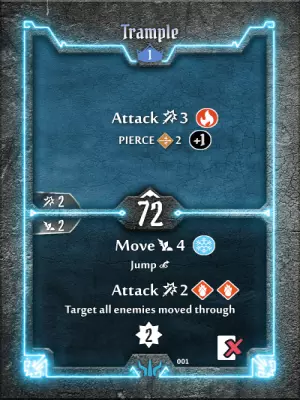 Trample
1
Attack 3
PIERCE 2 +1
2
72
2
Move 4
Jump
Attack 2
Target all enemies moved through
2
001